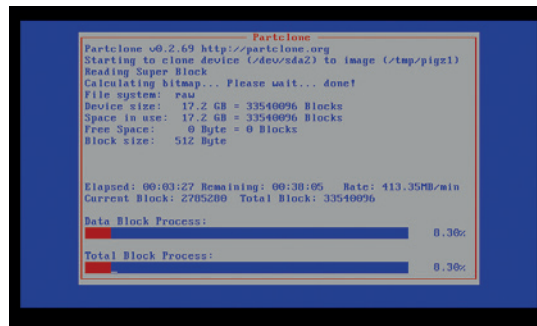 Partclone
Partclone v0.2.69 http://partclone.org
Starting to clone device (/dev/sda2) to image (/tmp/pigz1)
Reading Super Block
Calculating bitmap... Please wait... done!
File system:  raw
Device size:   17.2 GB = 33540096 Blocks
Space in use:  17.2 GB = 33540096 Blocks
Free Space:     0 Byte = 0 Blocks
Block size:   512 Byte
Elapsed: 00:03:27 Remaining: 00:38:05  Rate: 413.35MB/min
Current Block: 2785280  Total Block: 33540096
Data Block Process:
8.30%
Total Block Process:
8.30%